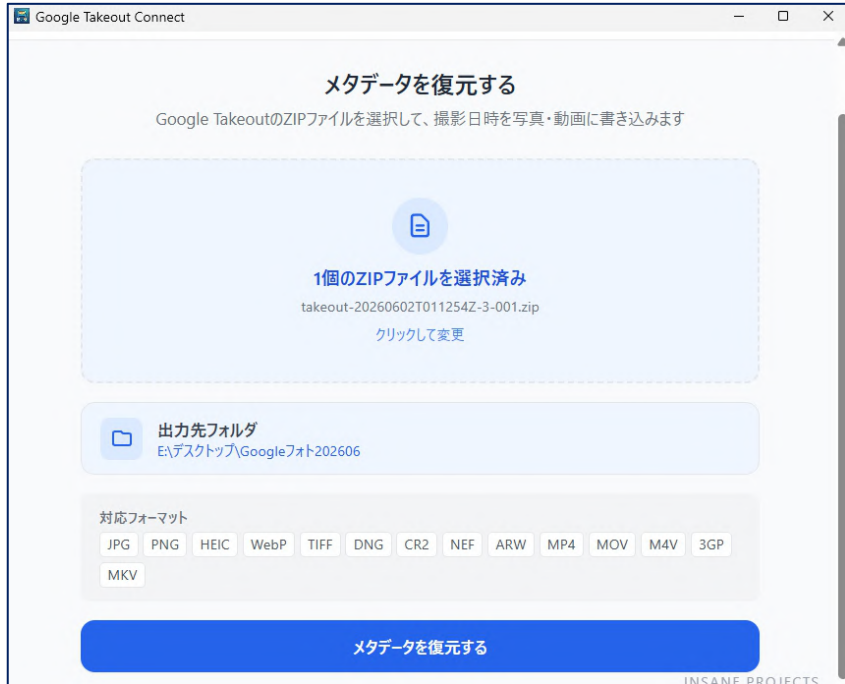 Google Takeout Connect
メタデータを復元する
Google TakeoutのZIPファイルを選択して、撮影日時を写真・動画に書き込みます
1個のZIPファイルを選択済み
takeout-20260602T011254Z-3-001.zip
クリックして変更
出力先フォルダ
E:\デスクトップ\Googleフォト202606
対応フォーマット
JPG PNG HEIC WebP TIFF DNG CR2 NEF ARW MP4 MOV M4V 3GP
MKV
メタデータを復元する
INSANE PROJECTS